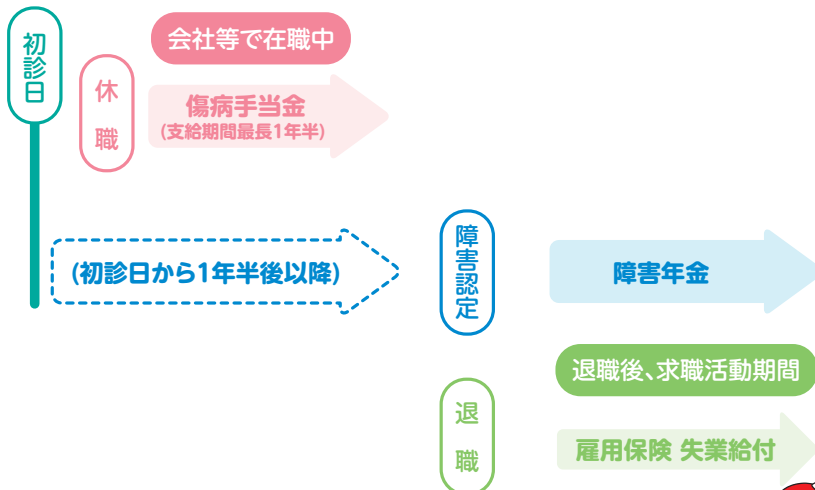 初診日
会社等で在職中
休職
傷病手当金
(支給期間最長1年半)
(初診日から1年半後以降)
障害認定
障害年金
退職後、求職活動期間
退職
雇用保険 失業給付